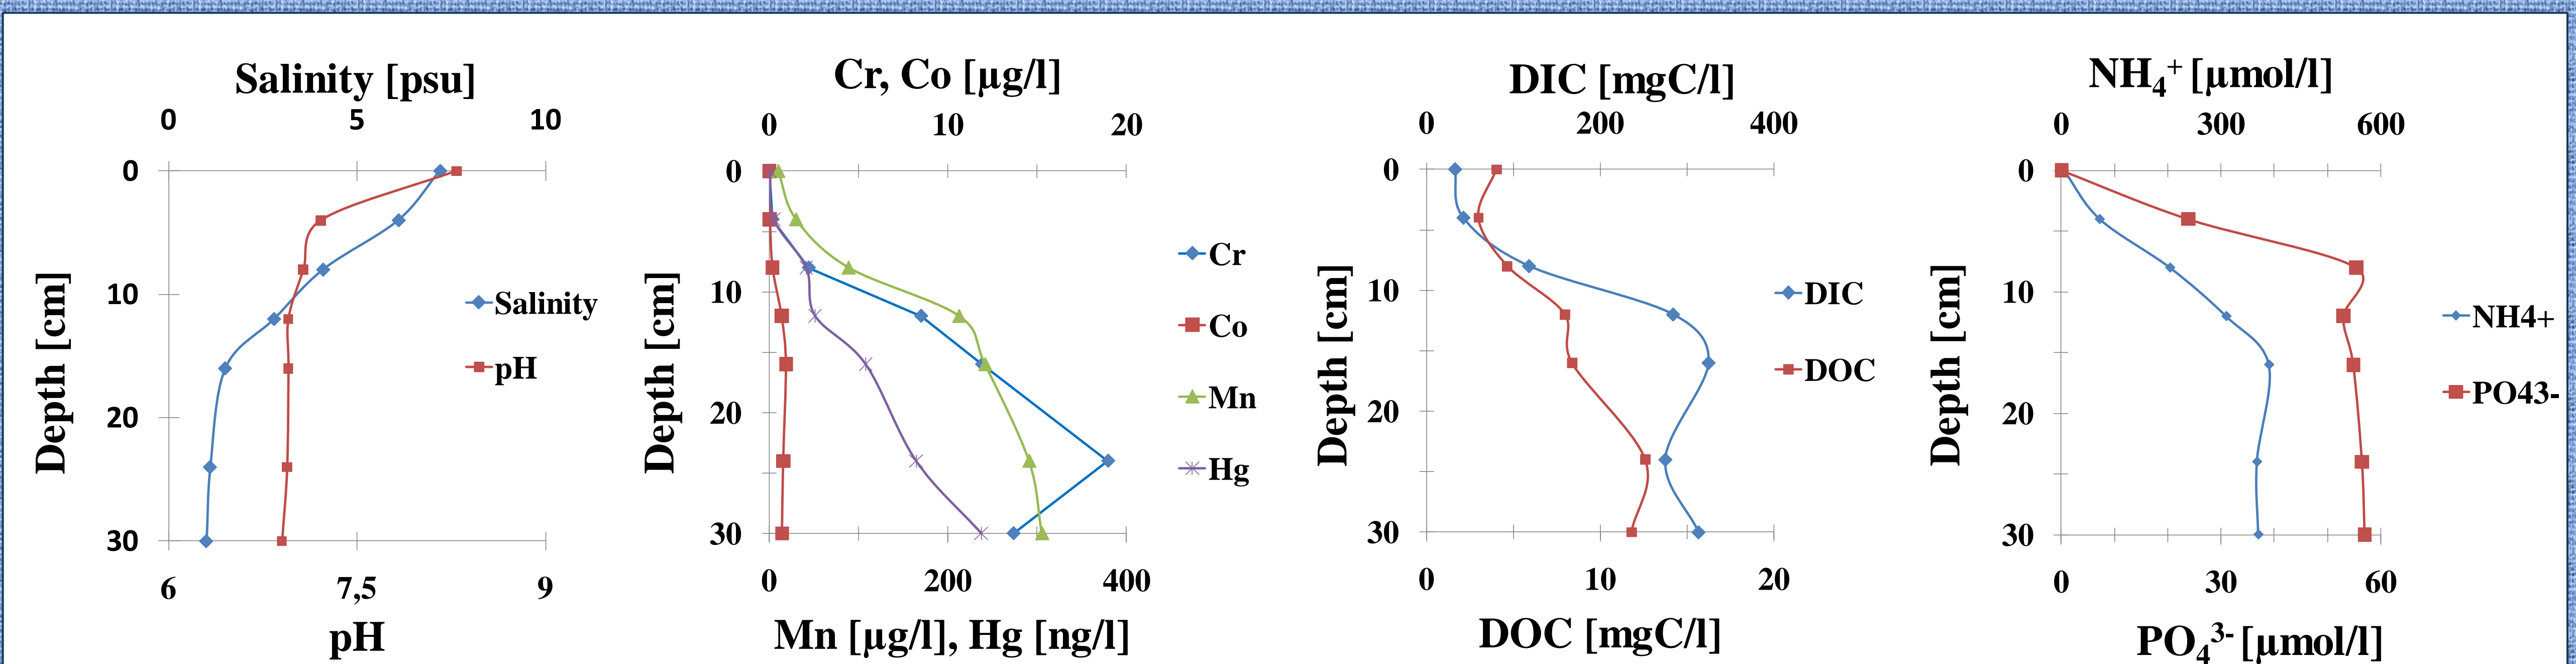 Salinity [psu]
0 5 10
0
10
20
30
Depth [cm]
6 7,5 9
pH
Salinity
pH
Cr, Co [µg/l]
0 10 20
0
10
20
30
Depth [cm]
0 200 400
Mn [µg/l], Hg [ng/l]
Cr
Co
Mn
Hg
DIC [mgC/l]
0 200 400
0
10
20
30
Depth [cm]
0 10 20
DOC [mgC/l]
DIC
DOC
NH₄⁺ [µmol/l]
0 300 600
0
10
20
30
Depth [cm]
0 30 60
PO₄³⁻ [µmol/l]
NH4+
PO43-